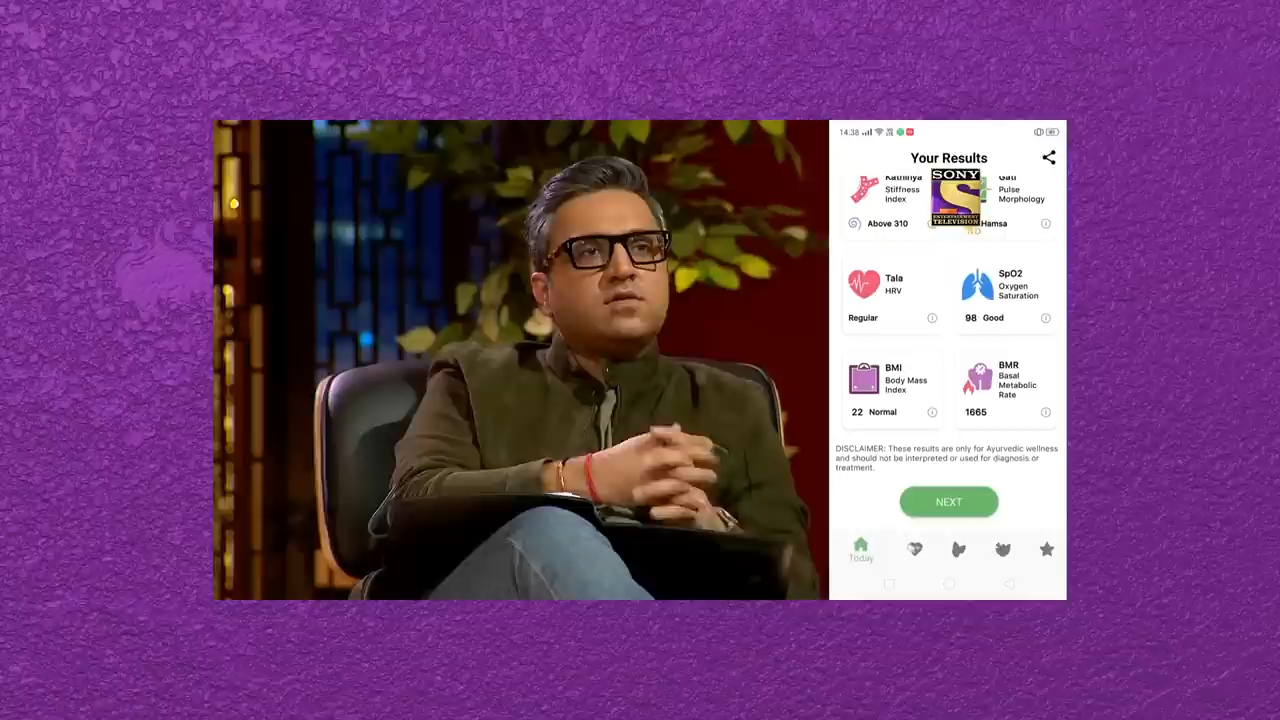 14:38
Your Results
SONY
ENTERTAINMENT
TELEVISION
Kathinya
Stiffness
Index
Above 310
Gati
Pulse
Morphology
Hamsa
Tala
HRV
Regular
SpO2
Oxygen
Saturation
98 Good
BMI
Body Mass
Index
22 Normal
BMR
Basal
Metabolic
Rate
1665
DISCLAIMER: These results are only for Ayurvedic wellness
and should not be interpreted or used for diagnosis or
treatment.
NEXT
Today